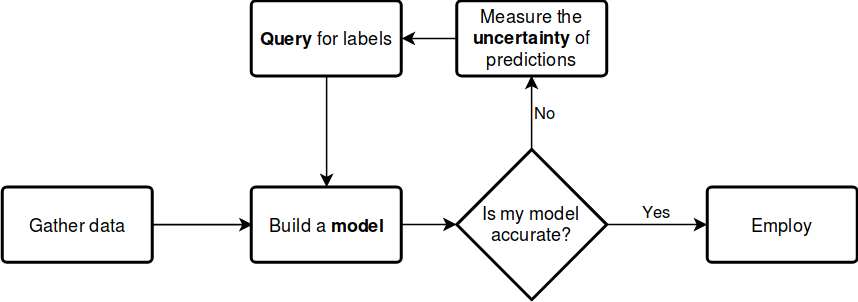 Query for labels
Measure the
uncertainty of
predictions
No
Gather data
Build a model
Is my model
accurate?
Yes
Employ